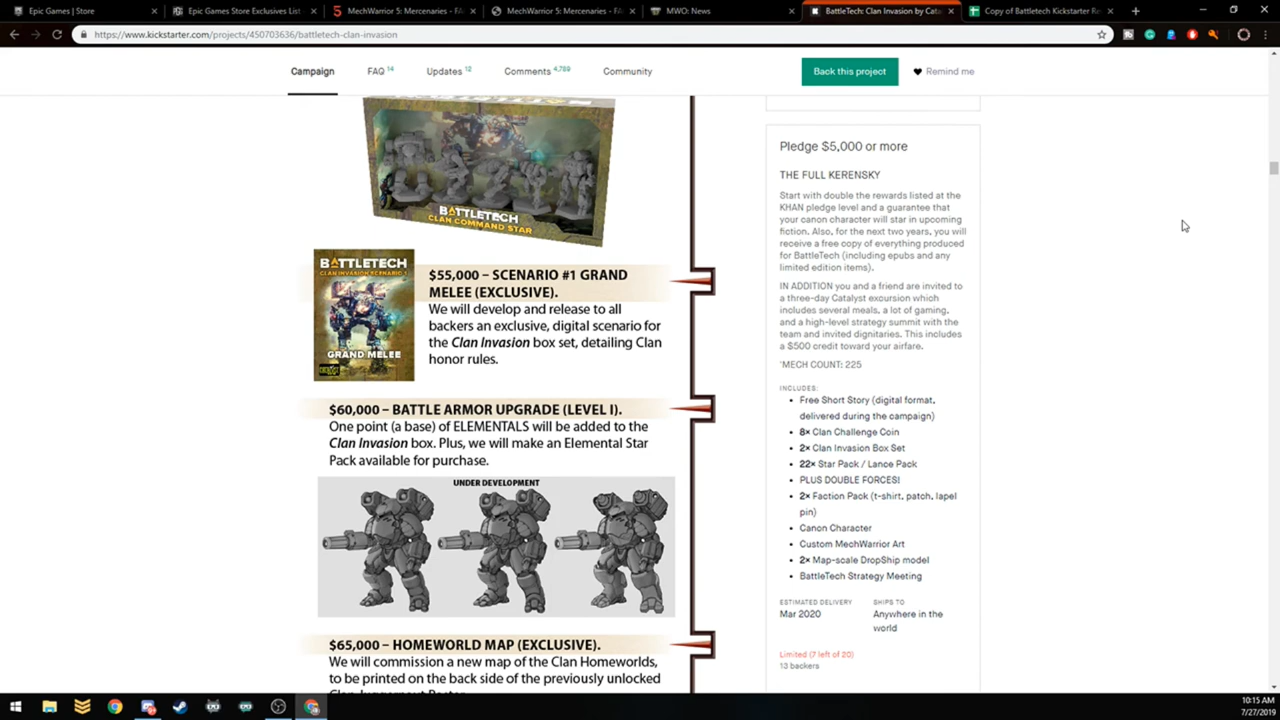 Epic Games | Store
Epic Games Store Exclusives List
MechWarrior 5: Mercenaries - FA
MechWarrior 5: Mercenaries - FA
MWO: News
BattleTech: Clan Invasion by Cata
Copy of Battletech Kickstarter Re
https://www.kickstarter.com/projects/450703636/battletech-clan-invasion
Campaign
FAQ 14
Updates 12
Comments 4,789
Community
Back this project
Remind me
BATTLETECH
CLAN COMMAND STAR
BATTLETECH
CLAN INVASION SCENARIO 1
GRAND MELEE
$55,000 – SCENARIO #1 GRAND
MELEE (EXCLUSIVE).
We will develop and release to all
backers an exclusive, digital scenario for
the Clan Invasion box set, detailing Clan
honor rules.
$60,000 – BATTLE ARMOR UPGRADE (LEVEL I).
One point (a base) of ELEMENTALS will be added to the
Clan Invasion box. Plus, we will make an Elemental Star
Pack available for purchase.
UNDER DEVELOPMENT
$65,000 – HOMEWORLD MAP (EXCLUSIVE).
We will commission a new map of the Clan Homeworlds,
to be printed on the back side of the previously unlocked
Clan Juggernaut Poster
Pledge $5,000 or more
THE FULL KERENSKY
Start with double the rewards listed at the
KHAN pledge level and a guarantee that
your canon character will star in upcoming
fiction. Also, for the next two years, you will
receive a free copy of everything produced
for BattleTech (including epubs and any
limited edition items).
IN ADDITION you and a friend are invited to
a three-day Catalyst excursion which
includes several meals, a lot of gaming,
and a high-level strategy summit with the
team and invited dignitaries. This includes
a $500 credit toward your airfare.
'MECH COUNT: 225
INCLUDES:
• Free Short Story (digital format,
delivered during the campaign)
• 8× Clan Challenge Coin
• 2× Clan Invasion Box Set
• 22× Star Pack / Lance Pack
• PLUS DOUBLE FORCES!
• 2× Faction Pack (t-shirt, patch, lapel
pin)
• Canon Character
• Custom MechWarrior Art
• 2× Map-scale DropShip model
• BattleTech Strategy Meeting
ESTIMATED DELIVERY
Mar 2020
SHIPS TO
Anywhere in the
world
Limited (7 left of 20)
13 backers
10:15 AM
7/27/2019